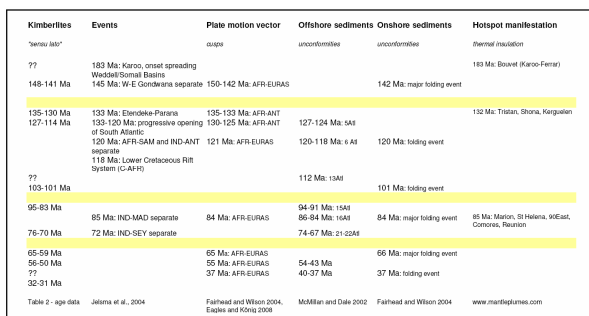 Kimberlites Events Plate motion vector Offshore sediments Onshore sediments Hotspot manifestation
"sensu lato" cusps unconformities unconformities thermal insulation
?? 183 Ma: Karoo, onset spreading 183 Ma: Bouvet (Karoo-Ferrar)
Weddell/Somali Basins
148-141 Ma 145 Ma: W-E Gondwana separate 150-142 Ma: AFR-EURAS 142 Ma: major folding event
135-130 Ma 133 Ma: Etendeke-Parana 135-133 Ma: AFR-ANT 132 Ma: Tristan, Shona, Kerguelen
127-114 Ma 133-120 Ma: progressive opening 130-125 Ma: AFR-ANT 127-124 Ma: 5Atl
of South Atlantic
120 Ma: AFR-SAM and IND-ANT 121 Ma: AFR-EURAS 120-118 Ma: 6 Atl 120 Ma: folding event
separate
118 Ma: Lower Cretaceous Rift
System (C-AFR)
?? 112 Ma: 13Atl
103-101 Ma 101 Ma: folding event
95-83 Ma 94-91 Ma: 15Atl
85 Ma: IND-MAD separate 84 Ma: AFR-EURAS 86-84 Ma: 16Atl 84 Ma: major folding event 85 Ma: Marion, St Helena, 90East,
Comores, Reunion
76-70 Ma 72 Ma: IND-SEY separate 74-67 Ma: 21-22Atl
65-59 Ma 65 Ma: AFR-EURAS 66 Ma: major folding event
56-50 Ma 55 Ma: AFR-EURAS 54-43 Ma
?? 37 Ma: AFR-EURAS 40-37 Ma 37 Ma: folding event
32-31 Ma
Table 2 - age data Jelsma et al., 2004 Fairhead and Wilson 2004, McMillan and Dale 2002 Fairhead and Wilson 2004 www.mantleplumes.com
Eagles and König 2008